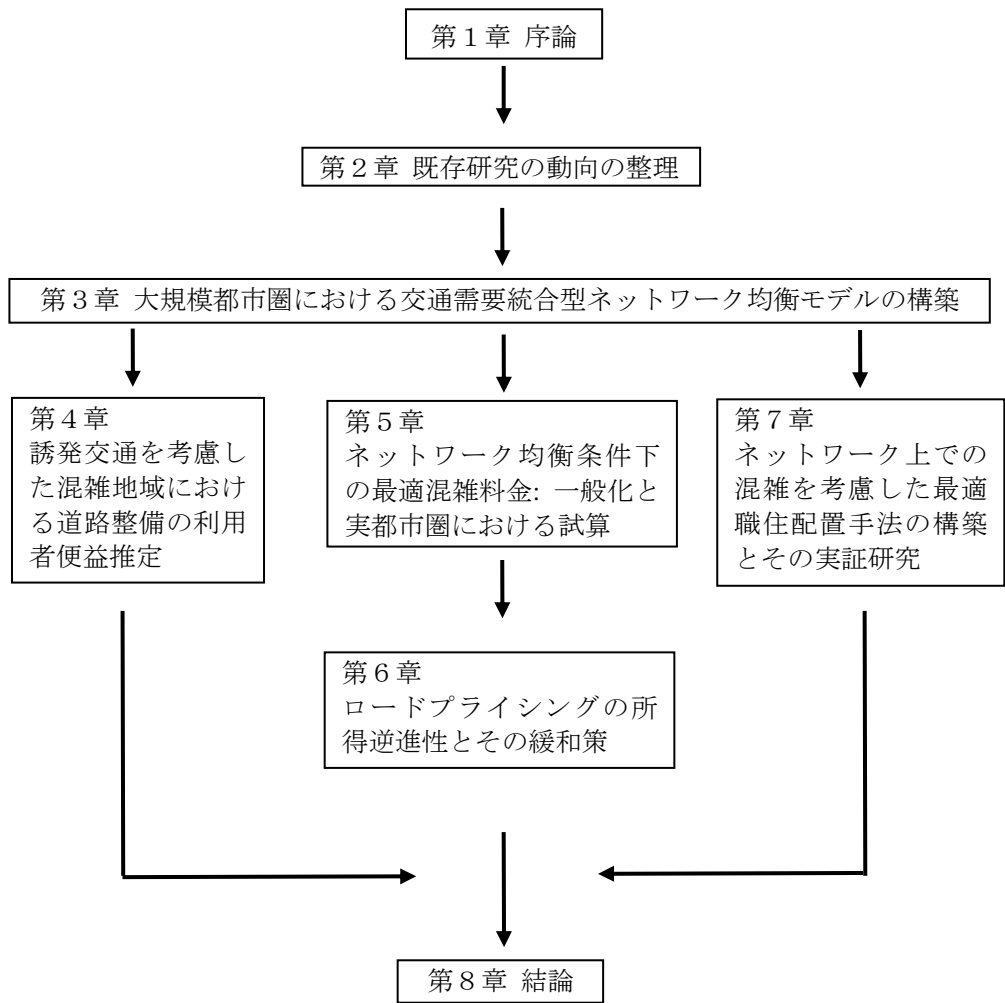 第１章 序論
第２章 既存研究の動向の整理
第３章 大規模都市圏における交通需要統合型ネットワーク均衡モデルの構築
第４章
誘発交通を考慮し
た混雑地域におけ
る道路整備の利用
者便益推定
第５章
ネットワーク均衡条件下
の最適混雑料金: 一般化と
実都市圏における試算
第７章
ネットワーク上での
混雑を考慮した最適
職住配置手法の構築
とその実証研究
第６章
ロードプライシングの所
得逆進性とその緩和策
第８章 結論